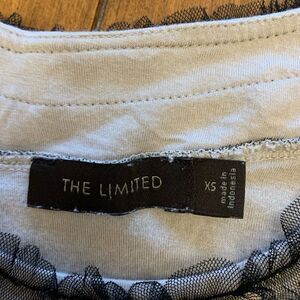 THE LIMITED
XS
made in
Indonesia